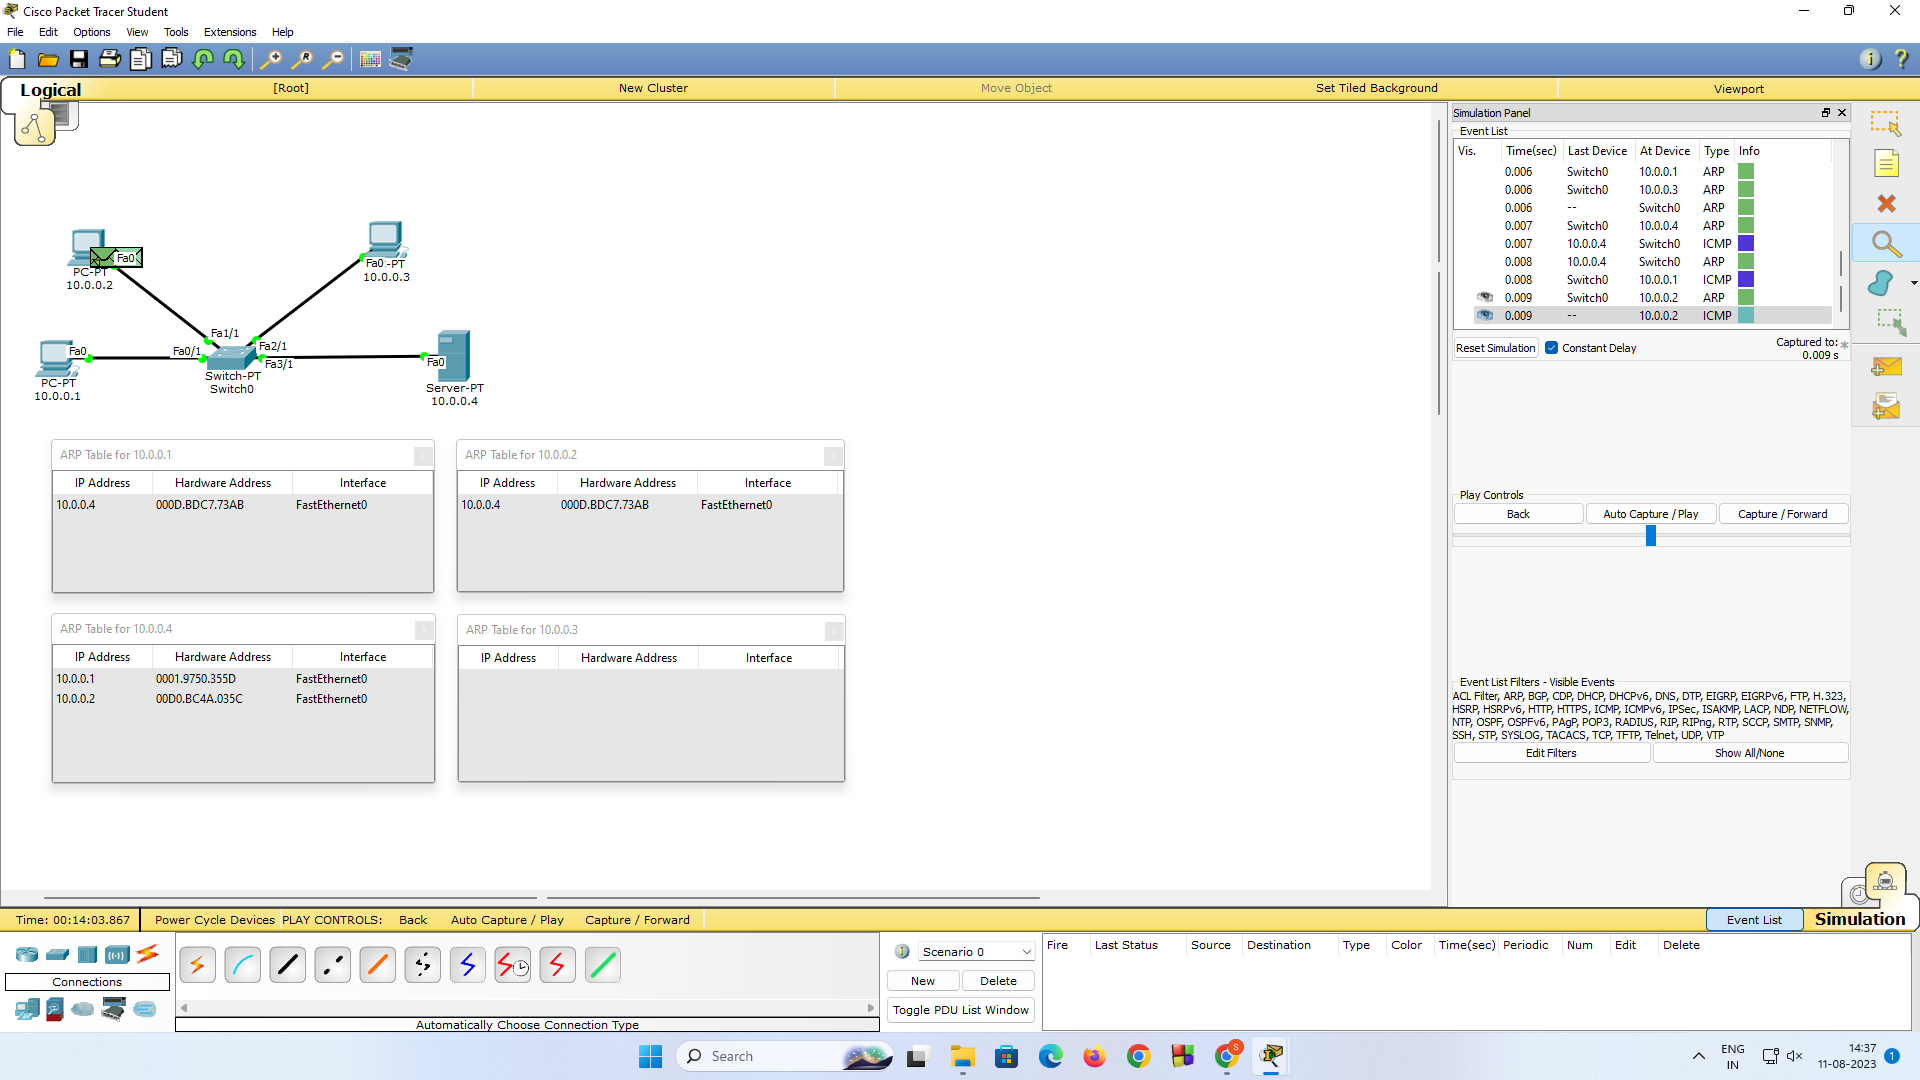 Cisco Packet Tracer Student
File Edit Options View Tools Extensions Help
Logical [Root] New Cluster Move Object Set Tiled Background Viewport
Simulation Panel
Event List
Vis. Time(sec) Last Device At Device Type Info
0.006 Switch0 10.0.0.1 ARP
0.006 Switch0 10.0.0.3 ARP
0.006 -- Switch0 ARP
0.007 Switch0 10.0.0.4 ARP
0.007 10.0.0.4 Switch0 ICMP
0.008 10.0.0.4 Switch0 ARP
0.008 Switch0 10.0.0.1 ICMP
0.009 Switch0 10.0.0.2 ARP
0.009 -- 10.0.0.2 ICMP
Reset Simulation Constant Delay Captured to: *
0.009 s
Fa0
PC-PT
10.0.0.2
Fa0 :-PT
10.0.0.3
Fa1/1
Fa0 Fa0/1 Fa2/1
Fa3/1 Fa0
PC-PT
10.0.0.1
Switch-PT
Switch0
Server-PT
10.0.0.4
ARP Table for 10.0.0.1
IP Address Hardware Address Interface
10.0.0.4 000D.BDC7.73AB FastEthernet0
ARP Table for 10.0.0.2
IP Address Hardware Address Interface
10.0.0.4 000D.BDC7.73AB FastEthernet0
ARP Table for 10.0.0.4
IP Address Hardware Address Interface
10.0.0.1 0001.9750.355D FastEthernet0
10.0.0.2 00D0.BC4A.035C FastEthernet0
ARP Table for 10.0.0.3
IP Address Hardware Address Interface
Play Controls
Back Auto Capture / Play Capture / Forward
Event List Filters - Visible Events
ACL Filter, ARP, BGP, CDP, DHCP, DHCPv6, DNS, DTP, EIGRP, EIGRPv6, FTP, H.323,
HSRP, HSRPv6, HTTP, HTTPS, ICMP, ICMPv6, IPSec, ISAKMP, LACP, NDP, NETFLOW,
NTP, OSPF, OSPFv6, PAgP, POP3, RADIUS, RIP, RIPng, RTP, SCCP, SMTP, SNMP,
SSH, STP, SYSLOG, TACACS, TCP, TFTP, Telnet, UDP, VTP
Edit Filters Show All/None
Time: 00:14:03.867 Power Cycle Devices PLAY CONTROLS: Back Auto Capture / Play Capture / Forward Event List Simulation
Connections
Automatically Choose Connection Type
Scenario 0
New Delete
Toggle PDU List Window
Fire Last Status Source Destination Type Color Time(sec) Periodic Num Edit Delete
Search
S
ENG
IN
14:37
11-08-2023
1